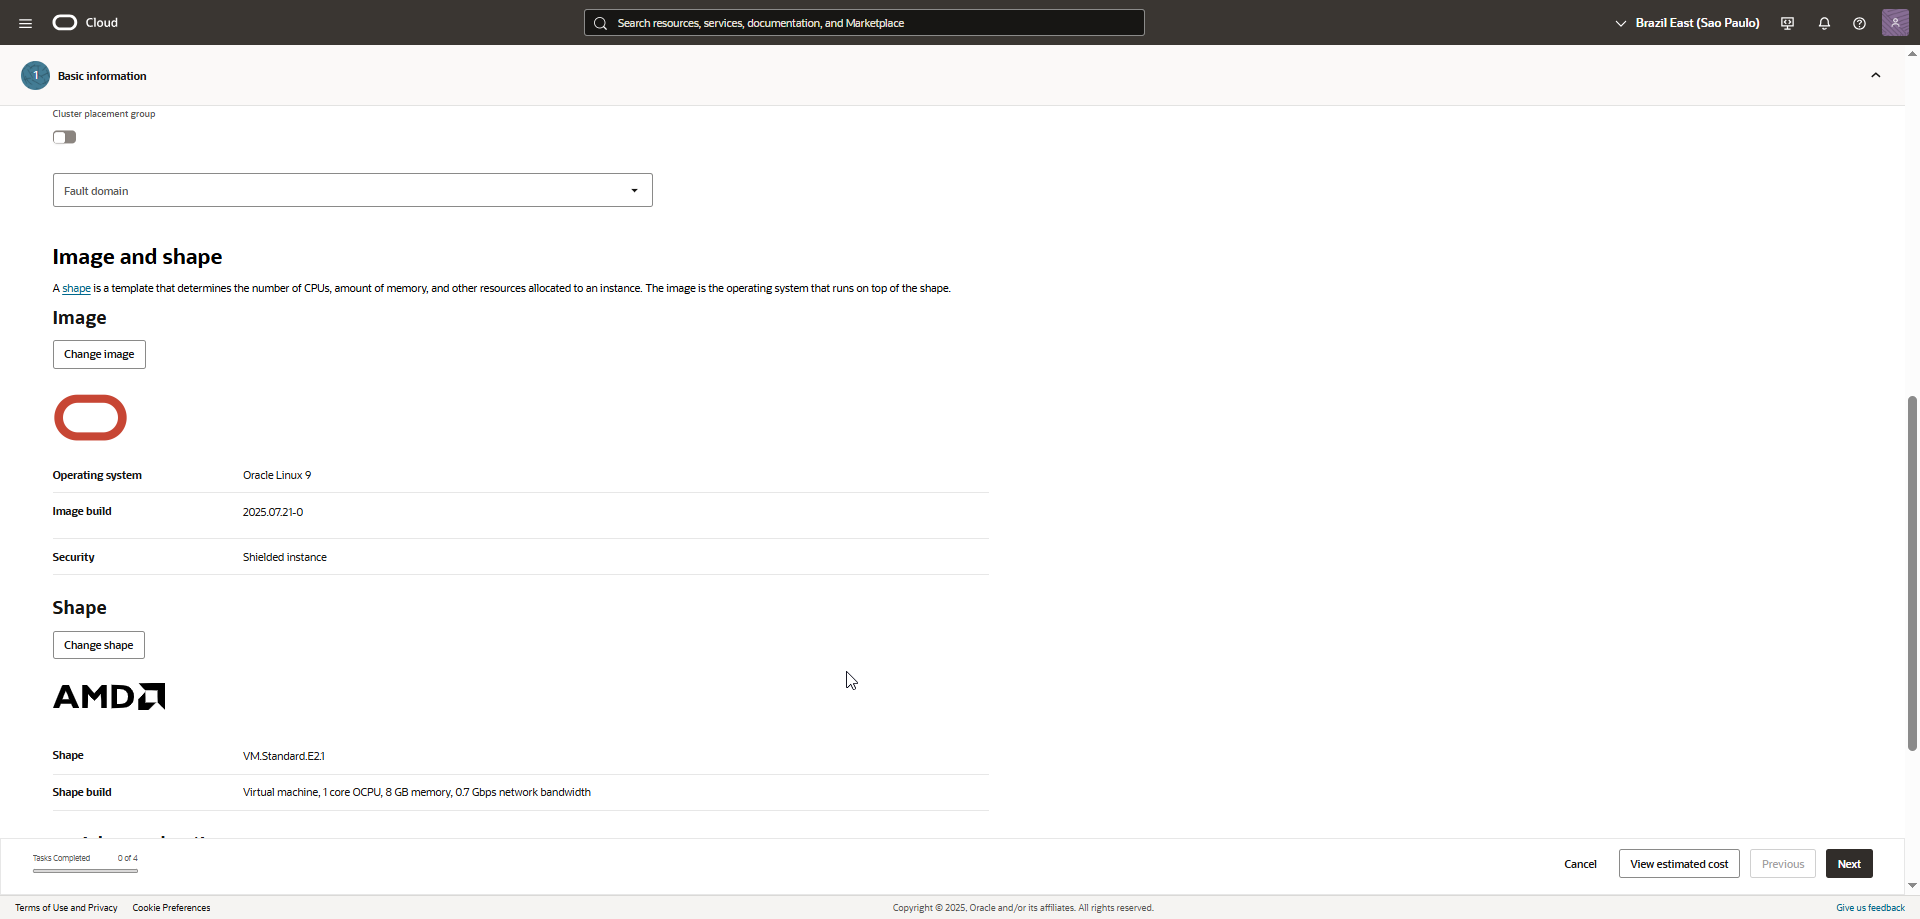 Cloud
Search resources, services, documentation, and Marketplace
Brazil East (Sao Paulo)
1 Basic information
Cluster placement group
Fault domain
Image and shape
A shape is a template that determines the number of CPUs, amount of memory, and other resources allocated to an instance. The image is the operating system that runs on top of the shape.
Image
Change image
Operating system Oracle Linux 9
Image build 2025.07.21-0
Security Shielded instance
Shape
Change shape
AMD
Shape VM.Standard.E2.1
Shape build Virtual machine, 1 core OCPU, 8 GB memory, 0.7 Gbps network bandwidth
Tasks Completed 0 of 4
Cancel View estimated cost Previous Next
Terms of Use and Privacy Cookie Preferences Copyright © 2025, Oracle and/or its affiliates. All rights reserved. Give us feedback